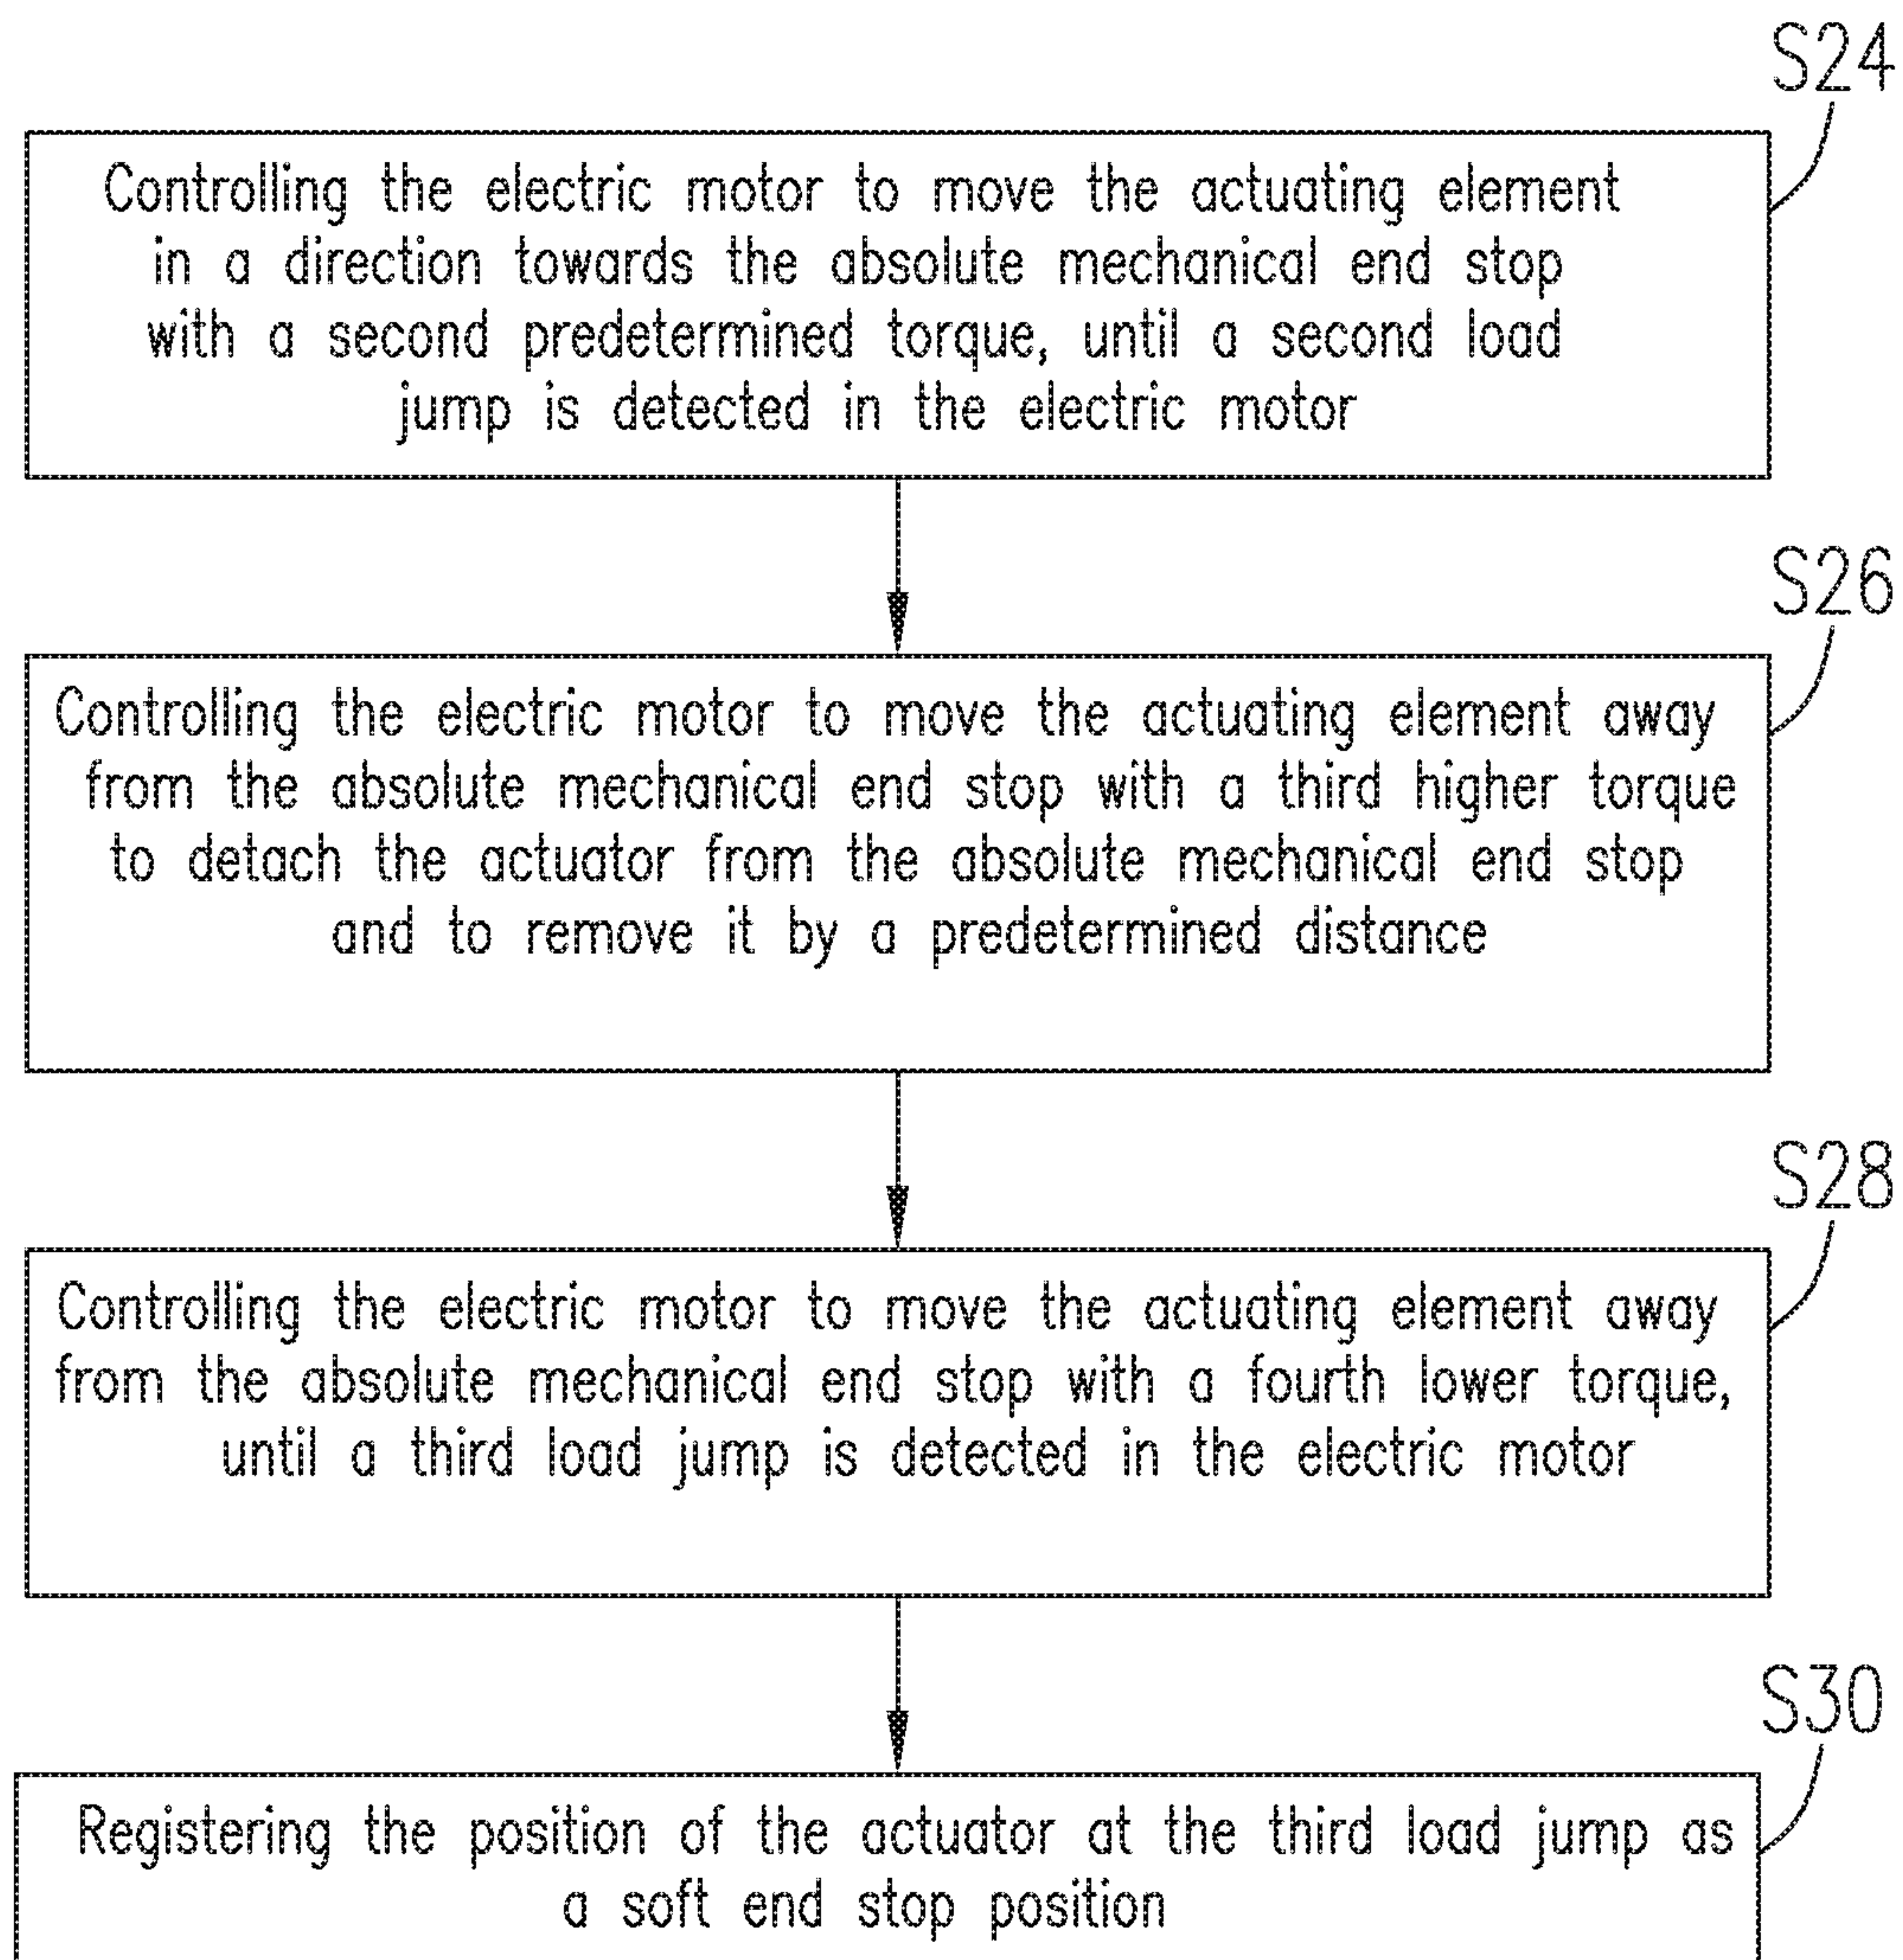 S24
Controlling the electric motor to move the actuating element
in a direction towards the absolute mechanical end stop
with a second predetermined torque, until a second load
jump is detected in the electric motor
S26
Controlling the electric motor to move the actuating element away
from the absolute mechanical end stop with a third higher torque
to detach the actuator from the absolute mechanical end stop
and to remove it by a predetermined distance
S28
Controlling the electric motor to move the actuating element away
from the absolute mechanical end stop with a fourth lower torque,
until a third load jump is detected in the electric motor
S30
Registering the position of the actuator at the third load jump as
a soft end stop position